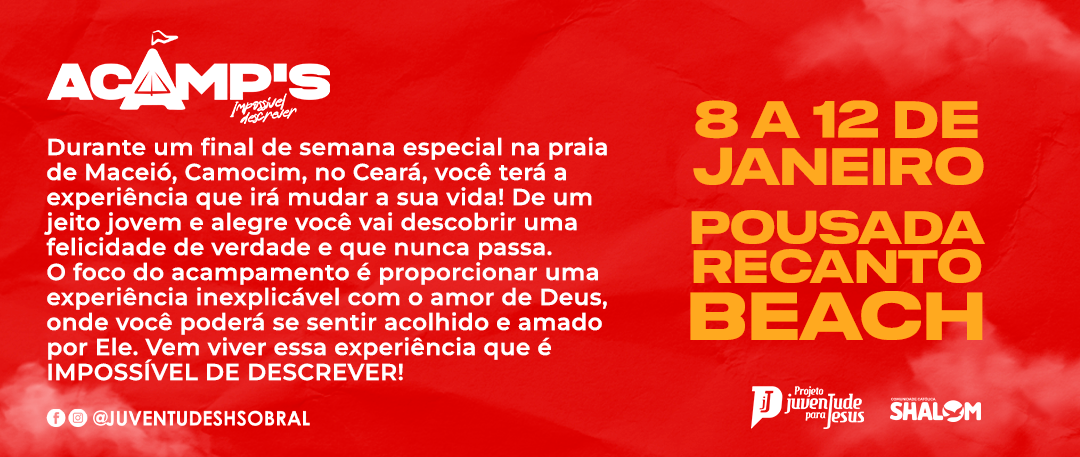 ACAMP'S
Impossível
descrever
Durante um final de semana especial na praia
de Maceió, Camocim, no Ceará, você terá a
experiência que irá mudar a sua vida! De um
jeito jovem e alegre você vai descobrir uma
felicidade de verdade e que nunca passa.
O foco do acampamento é proporcionar uma
experiência inexplicável com o amor de Deus,
onde você poderá se sentir acolhido e amado
por Ele. Vem viver essa experiência que é
IMPOSSÍVEL DE DESCREVER!
@JUVENTUDESHSOBRAL
8 A 12 DE
JANEIRO
POUSADA
RECANTO
BEACH
Projeto
juventude
para Jesus
COMUNIDADE CATÓLICA
SHALOM